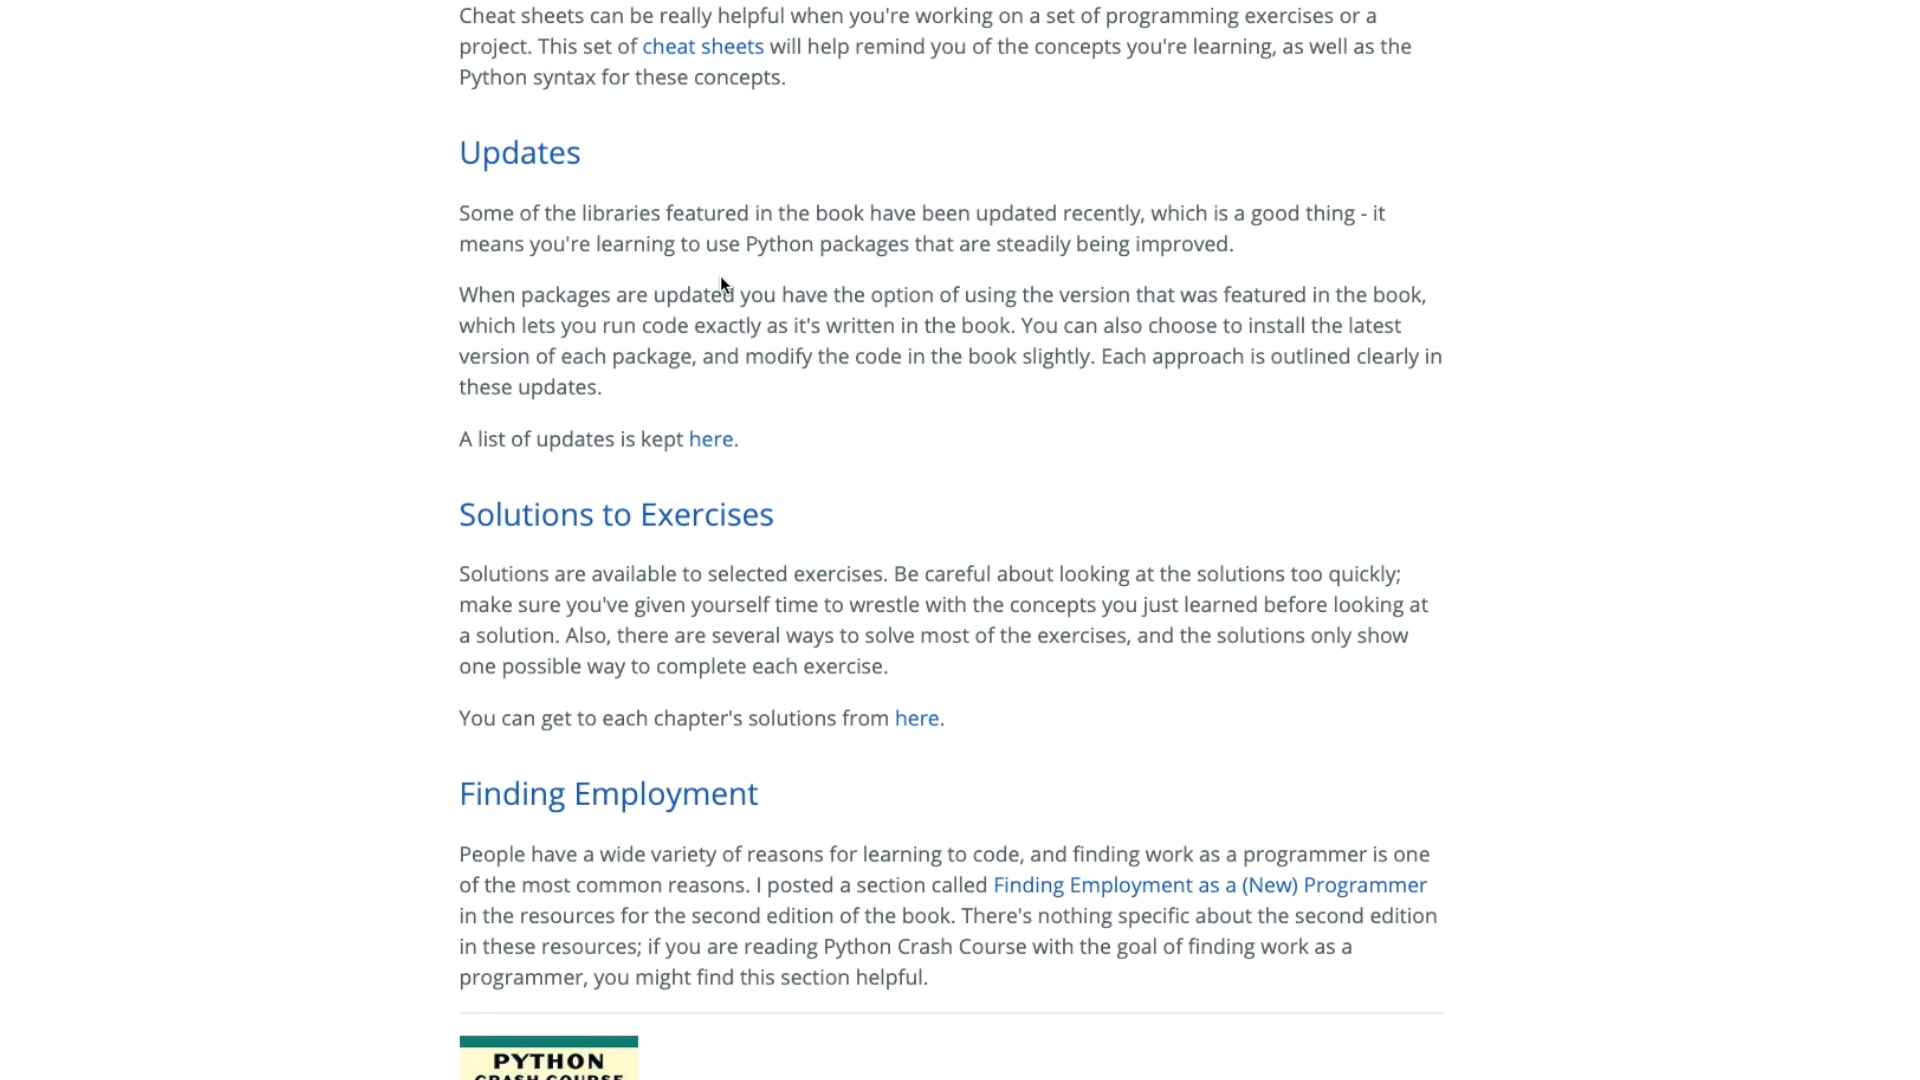 Cheat sheets can be really helpful when you're working on a set of programming exercises or a
project. This set of cheat sheets will help remind you of the concepts you're learning, as well as the
Python syntax for these concepts.
Updates
Some of the libraries featured in the book have been updated recently, which is a good thing - it
means you're learning to use Python packages that are steadily being improved.
When packages are updated you have the option of using the version that was featured in the book,
which lets you run code exactly as it's written in the book. You can also choose to install the latest
version of each package, and modify the code in the book slightly. Each approach is outlined clearly in
these updates.
A list of updates is kept here.
Solutions to Exercises
Solutions are available to selected exercises. Be careful about looking at the solutions too quickly;
make sure you've given yourself time to wrestle with the concepts you just learned before looking at
a solution. Also, there are several ways to solve most of the exercises, and the solutions only show
one possible way to complete each exercise.
You can get to each chapter's solutions from here.
Finding Employment
People have a wide variety of reasons for learning to code, and finding work as a programmer is one
of the most common reasons. I posted a section called Finding Employment as a (New) Programmer
in the resources for the second edition of the book. There's nothing specific about the second edition
in these resources; if you are reading Python Crash Course with the goal of finding work as a
programmer, you might find this section helpful.
PYTHON
CRASH COURSE